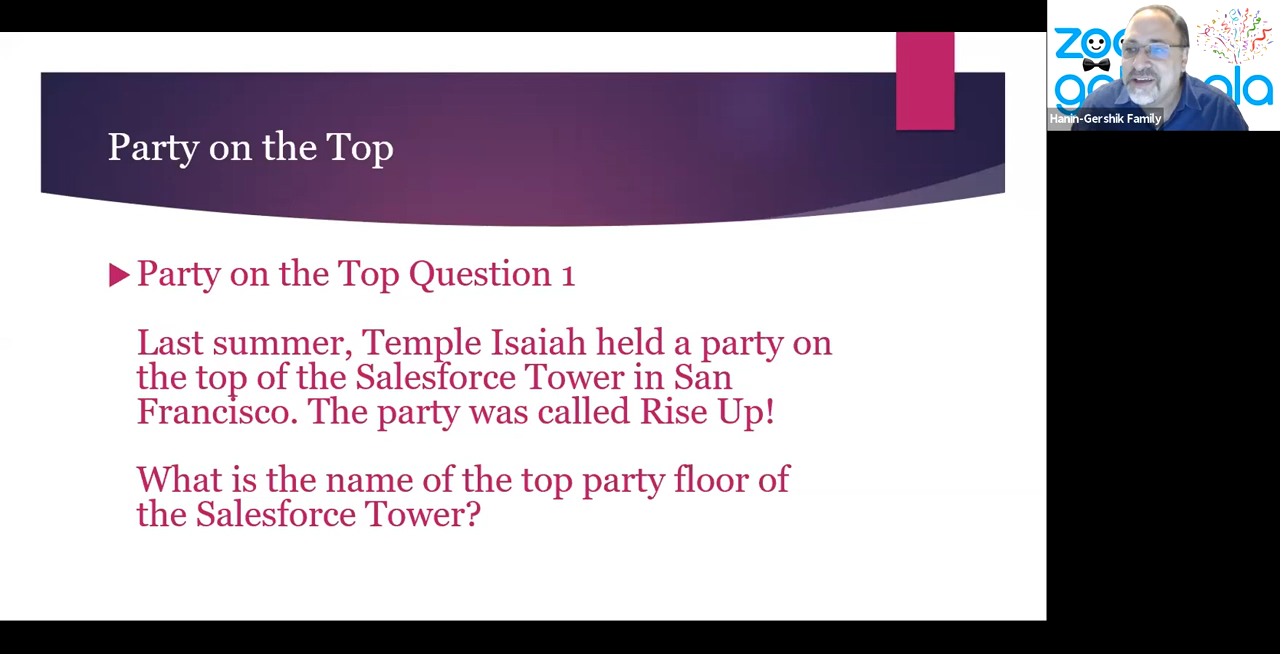 Party on the Top
Party on the Top Question 1
Last summer, Temple Isaiah held a party on
the top of the Salesforce Tower in San
Francisco. The party was called Rise Up!
What is the name of the top party floor of
the Salesforce Tower?
Hanin-Gershik Family